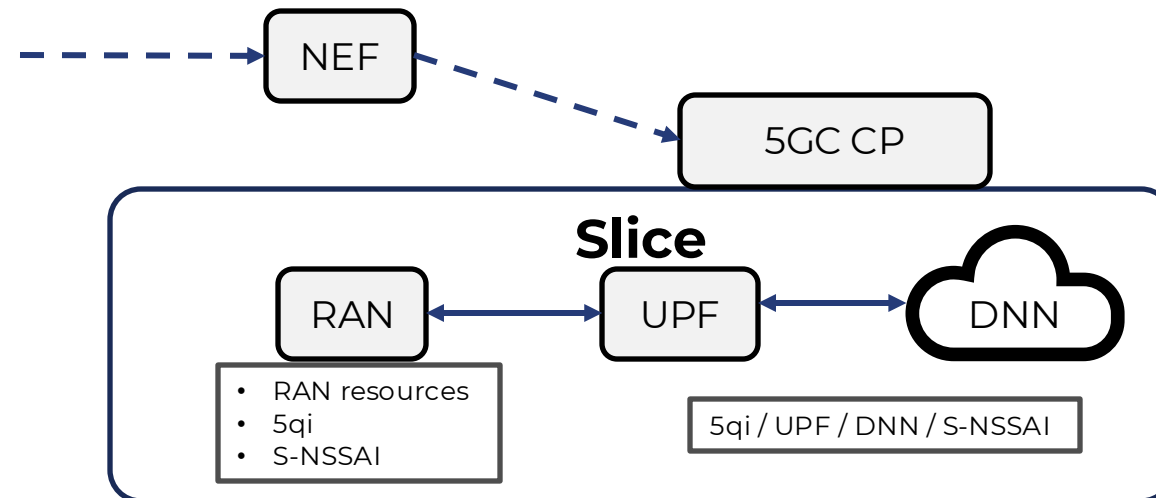 NEF
5GC CP
Slice
RAN
UPF
DNN
• RAN resources
• 5qi
• S-NSSAI
5qi / UPF / DNN / S-NSSAI